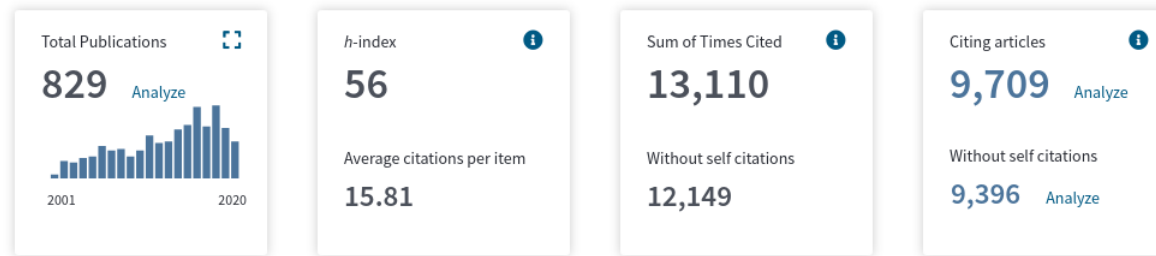 Total Publications
829 Analyze
2001 2020
h-index
56
Average citations per item
15.81
Sum of Times Cited
13,110
Without self citations
12,149
Citing articles
9,709 Analyze
Without self citations
9,396 Analyze